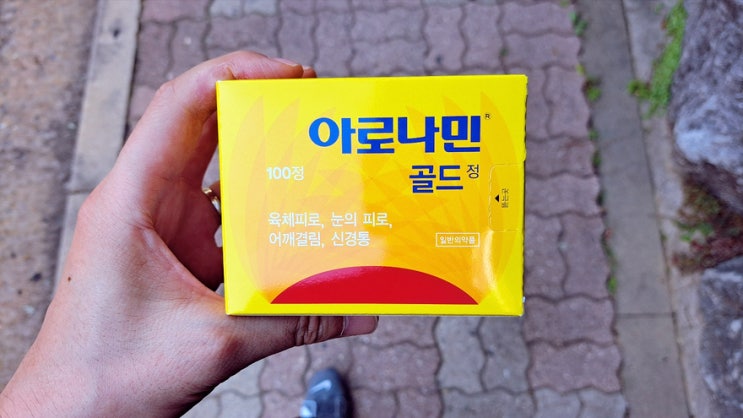 아로나민®
골드 정
100정
육체피로, 눈의 피로,
어깨결림, 신경통
일반의약품